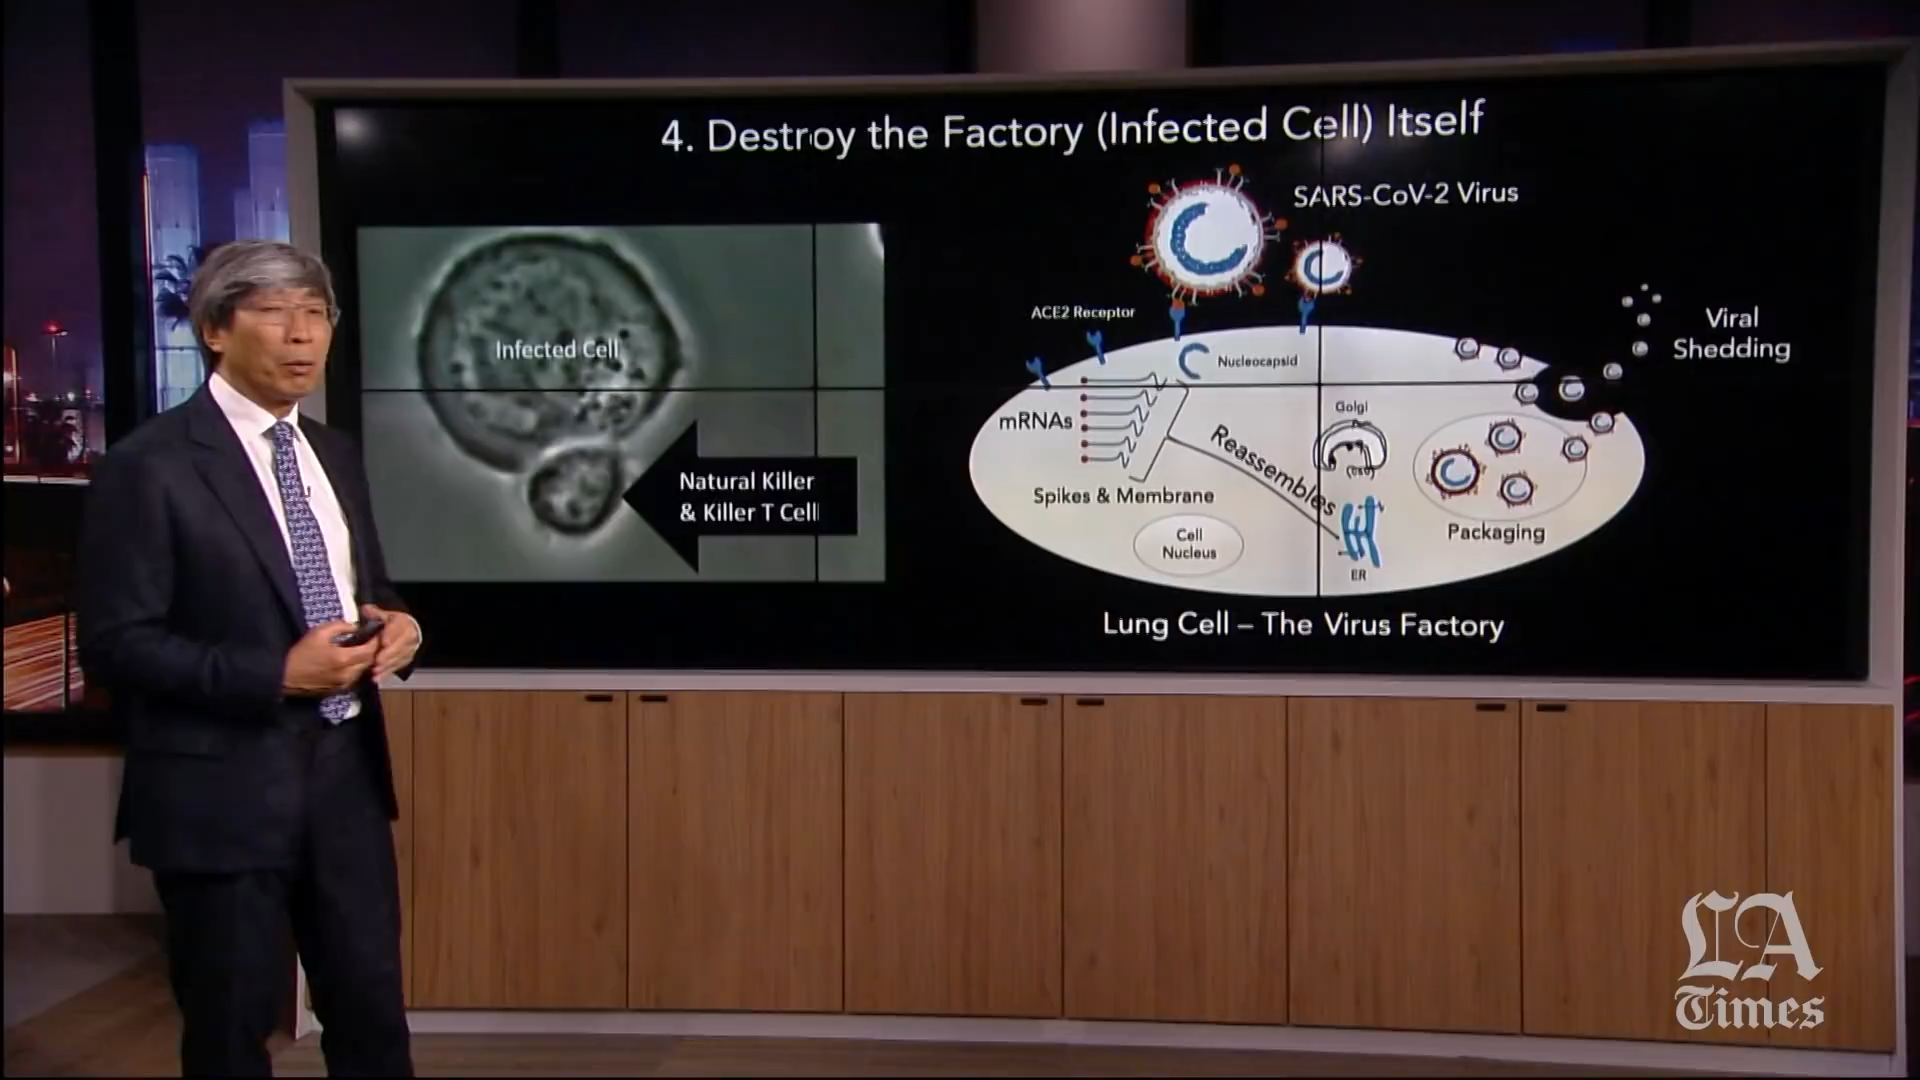 4. Destroy the Factory (Infected Cell) Itself
SARS-CoV-2 Virus
ACE2 Receptor
Viral
Shedding
Infected Cell
Nucleocapsid
mRNAs
Golgi
Reassembles
Natural Killer
& Killer T Cell
Spikes & Membrane
Packaging
Cell
Nucleus
ER
Lung Cell – The Virus Factory
LA
Times